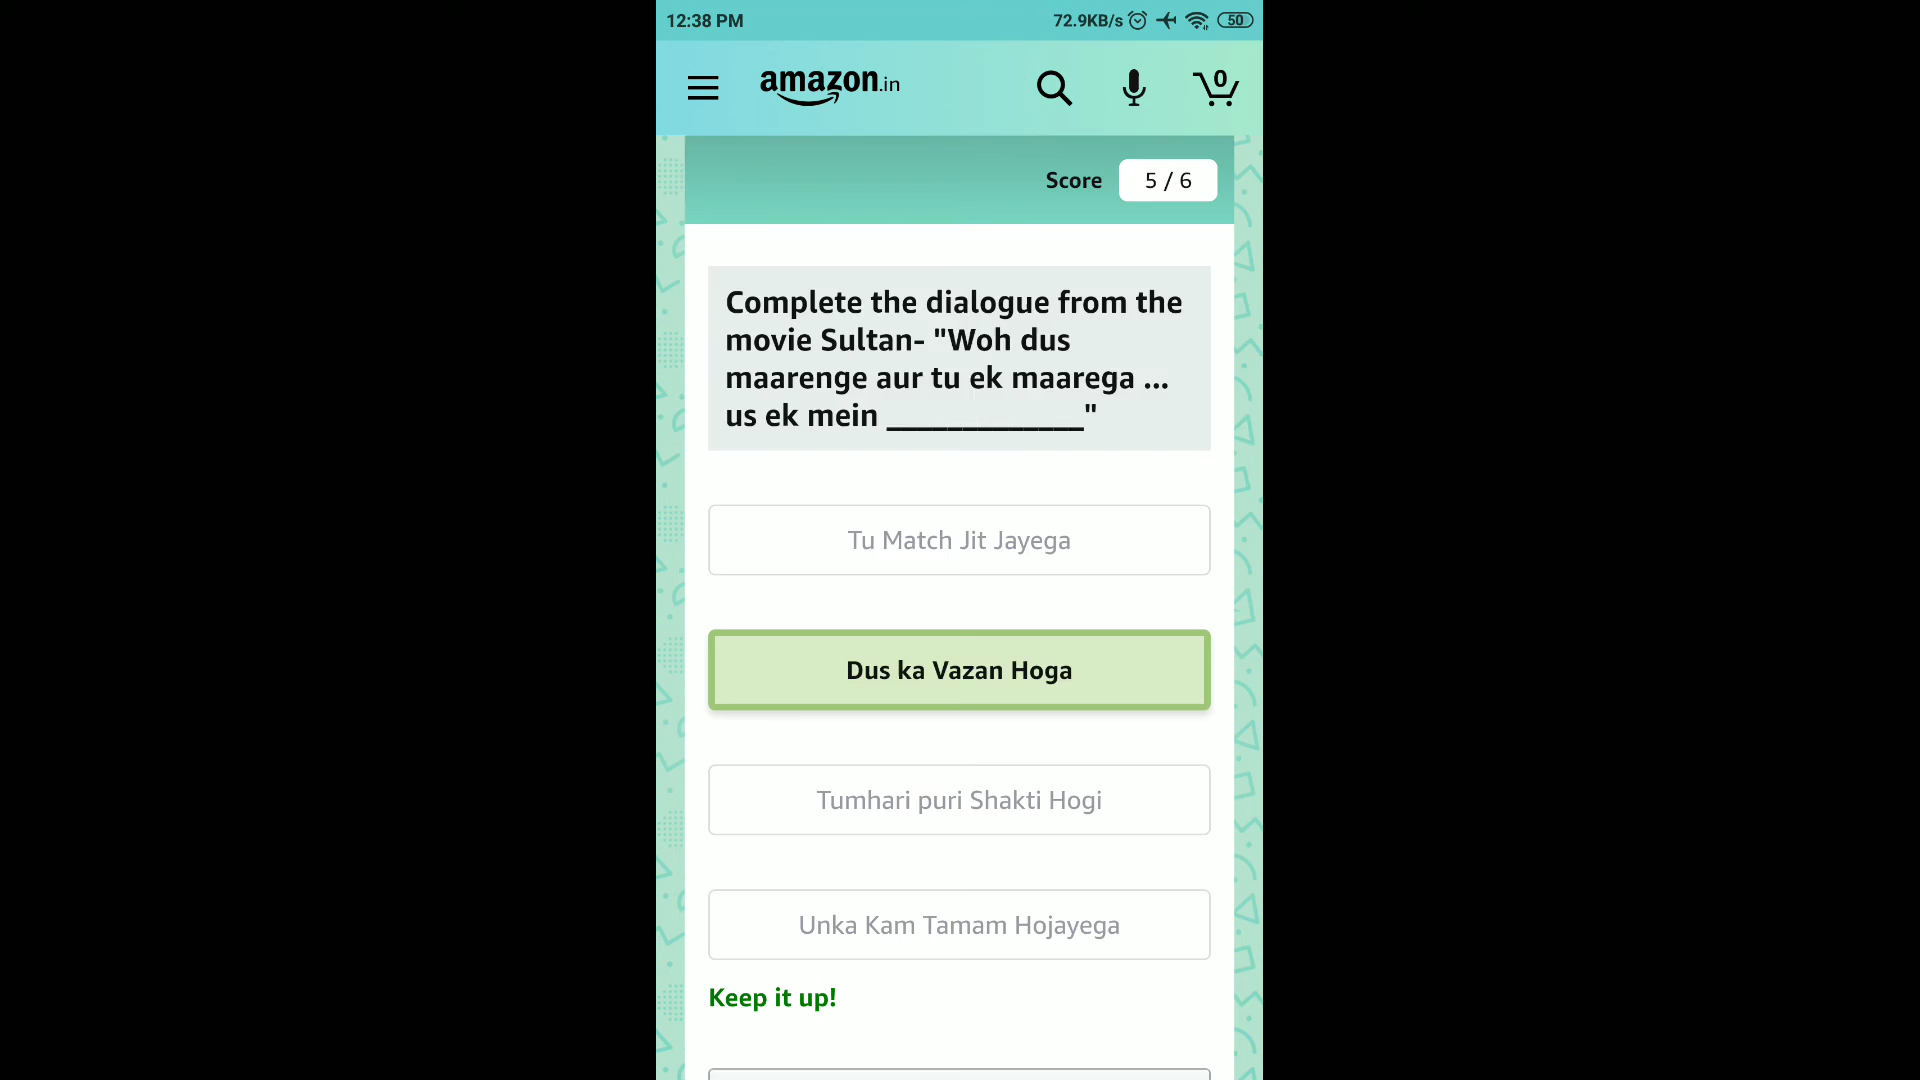 12:38 PM 72.9KB/s 50
amazon.in 0
Score 5 / 6
Complete the dialogue from the
movie Sultan- "Woh dus
maarenge aur tu ek maarega ...
us ek mein _____________"
Tu Match Jit Jayega
Dus ka Vazan Hoga
Tumhari puri Shakti Hogi
Unka Kam Tamam Hojayega
Keep it up!